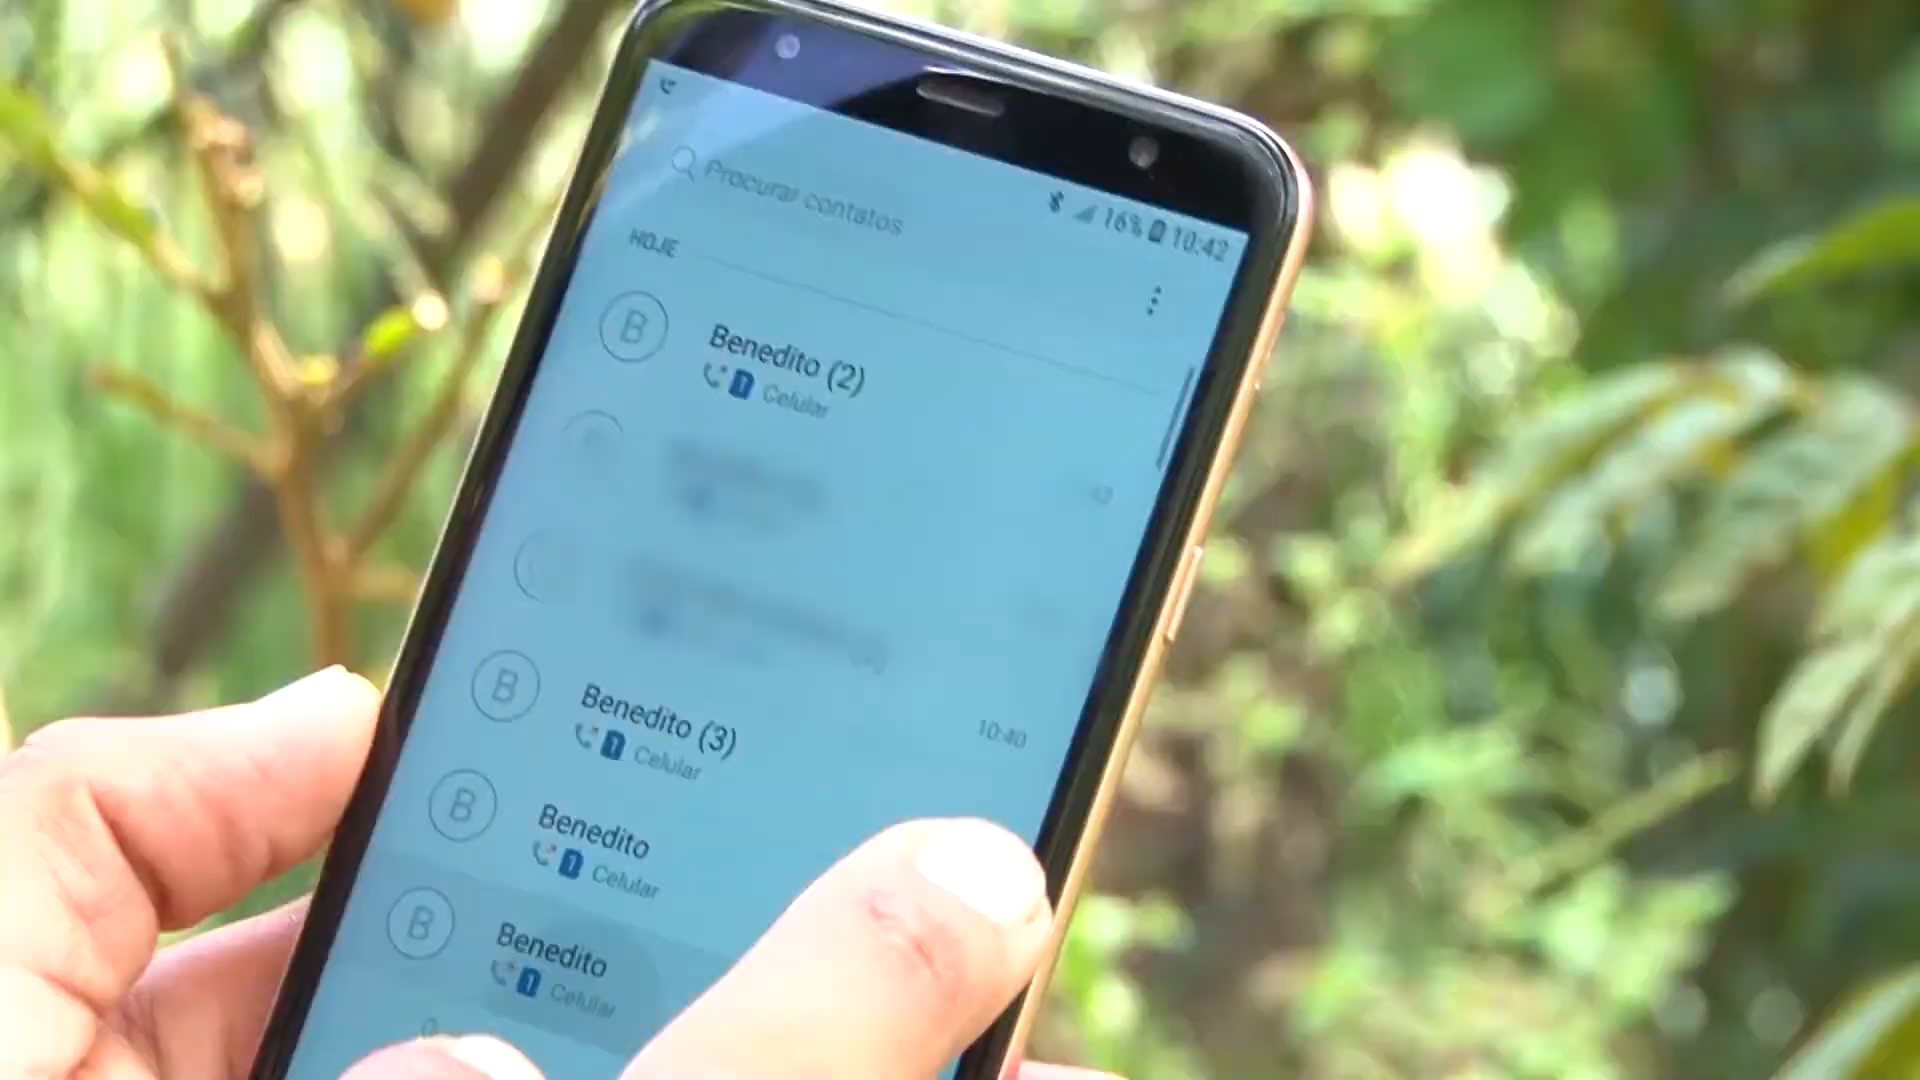 16% 10:42
Procurar contatos
HOJE
B
Benedito (2)
1 Celular
B
Benedito (3)
10:40
1 Celular
B
Benedito
1 Celular
B
Benedito
1 Celular